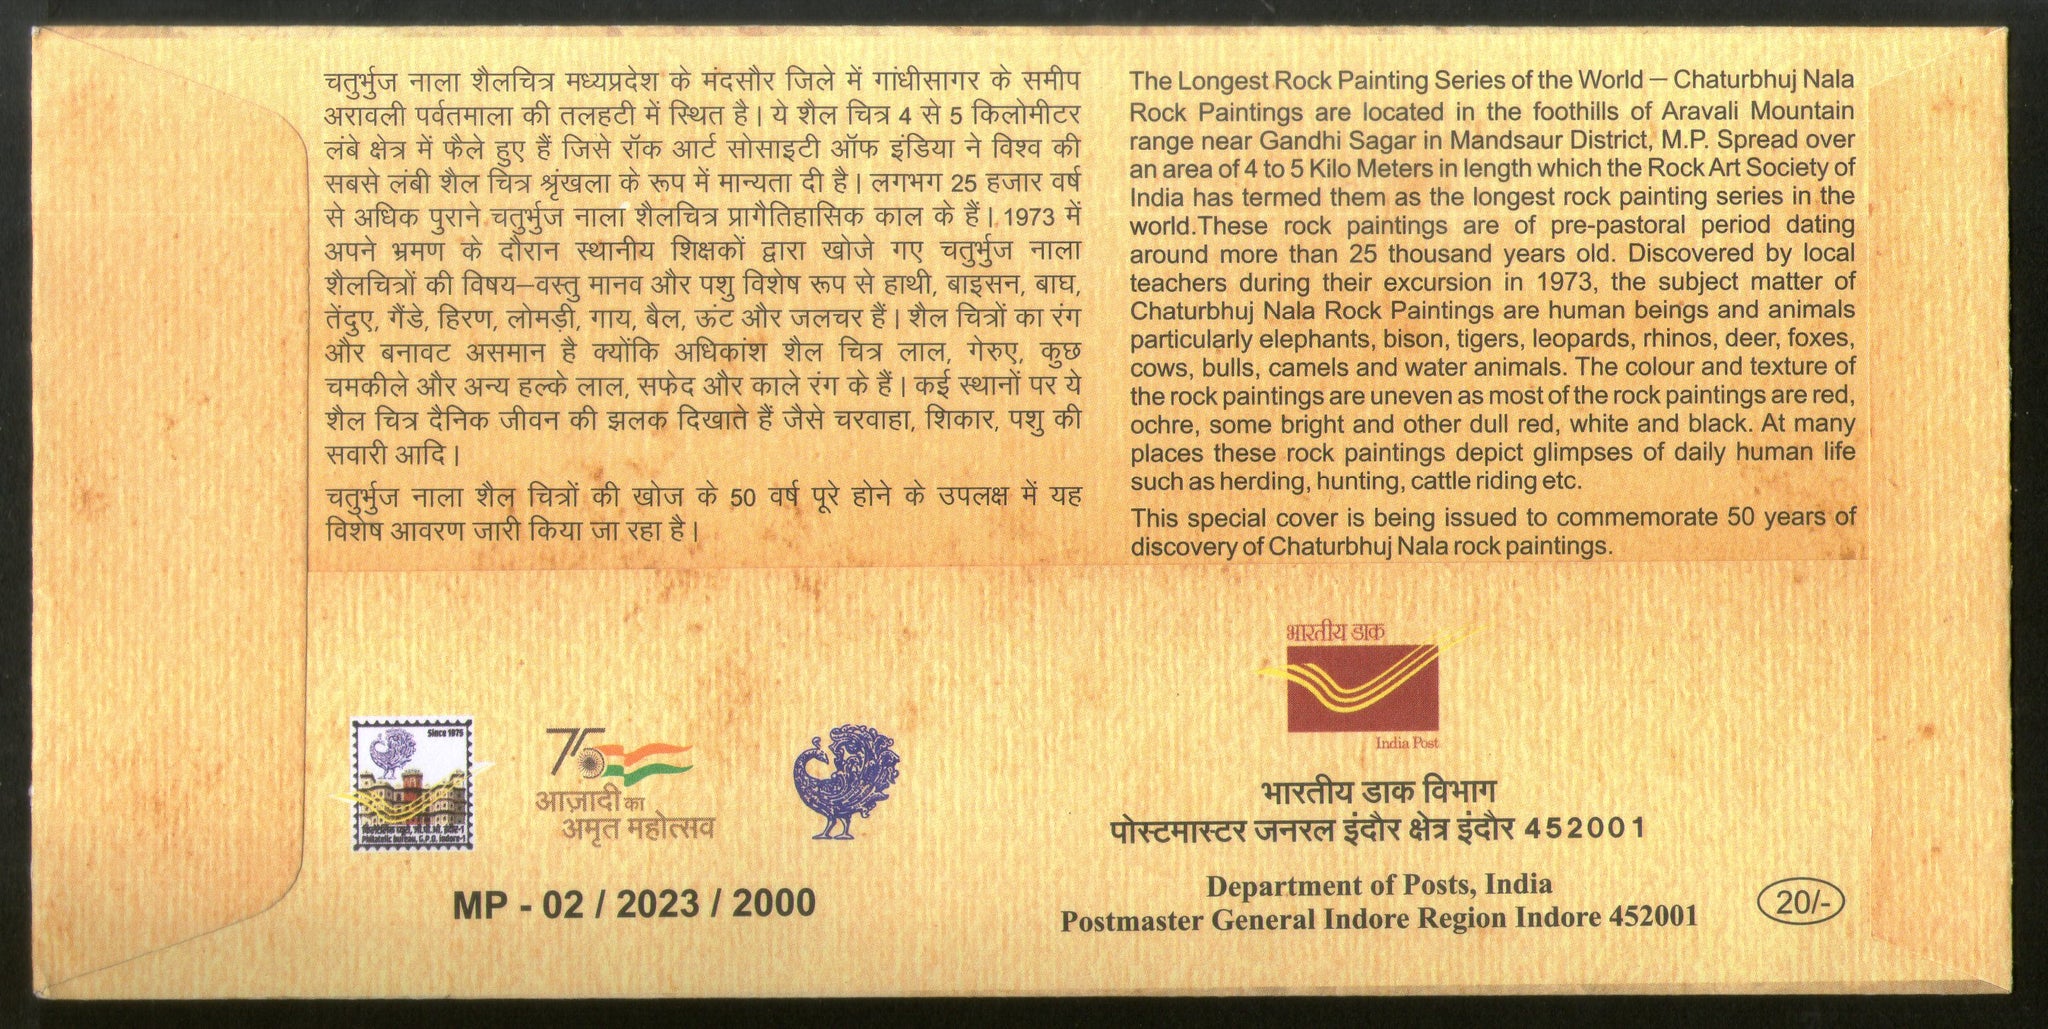 चतुर्भुज नाला शैलचित्र मध्यप्रदेश के मंदसौर जिले में गांधीसागर के समीप
अरावली पर्वतमाला की तलहटी में स्थित है। ये शैल चित्र 4 से 5 किलोमीटर
लंबे क्षेत्र में फैले हुए हैं जिसे रॉक आर्ट सोसाइटी ऑफ इंडिया ने विश्व की
सबसे लंबी शैल चित्र श्रृंखला के रूप में मान्यता दी है। लगभग 25 हजार वर्ष
से अधिक पुराने चतुर्भुज नाला शैलचित्र प्रागैतिहासिक काल के हैं। 1973 में
अपने भ्रमण के दौरान स्थानीय शिक्षकों द्वारा खोजे गए चतुर्भुज नाला
शैलचित्रों की विषय–वस्तु मानव और पशु विशेष रूप से हाथी, बाइसन, बाघ,
तेंदुए, गैंडे, हिरण, लोमड़ी, गाय, बैल, ऊंट और जलचर हैं। शैल चित्रों का रंग
और बनावट असमान है क्योंकि अधिकांश शैल चित्र लाल, गेरुए, कुछ
चमकीले और अन्य हल्के लाल, सफेद और काले रंग के हैं। कई स्थानों पर ये
शैल चित्र दैनिक जीवन की झलक दिखाते हैं जैसे चरवाहा, शिकार, पशु की
सवारी आदि।
चतुर्भुज नाला शैल चित्रों की खोज के 50 वर्ष पूरे होने के उपलक्ष में यह
विशेष आवरण जारी किया जा रहा है।
The Longest Rock Painting Series of the World – Chaturbhuj Nala
Rock Paintings are located in the foothills of Aravali Mountain
range near Gandhi Sagar in Mandsaur District, M.P. Spread over
an area of 4 to 5 Kilo Meters in length which the Rock Art Society of
India has termed them as the longest rock painting series in the
world.These rock paintings are of pre-pastoral period dating
around more than 25 thousand years old. Discovered by local
teachers during their excursion in 1973, the subject matter of
Chaturbhuj Nala Rock Paintings are human beings and animals
particularly elephants, bison, tigers, leopards, rhinos, deer, foxes,
cows, bulls, camels and water animals. The colour and texture of
the rock paintings are uneven as most of the rock paintings are red,
ochre, some bright and other dull red, white and black. At many
places these rock paintings depict glimpses of daily human life
such as herding, hunting, cattle riding etc.
This special cover is being issued to commemorate 50 years of
discovery of Chaturbhuj Nala rock paintings.
Since 1975
फिलाटेलिक ब्यूरो, जी.पी.ओ. इंदौर-1
Philatelic Bureau, G.P.O. Indore-1
75
आज़ादी का
अमृत महोत्सव
MP - 02 / 2023 / 2000
भारतीय डाक
India Post
भारतीय डाक विभाग
पोस्टमास्टर जनरल इंदौर क्षेत्र इंदौर 452001
Department of Posts, India
Postmaster General Indore Region Indore 452001
20/-